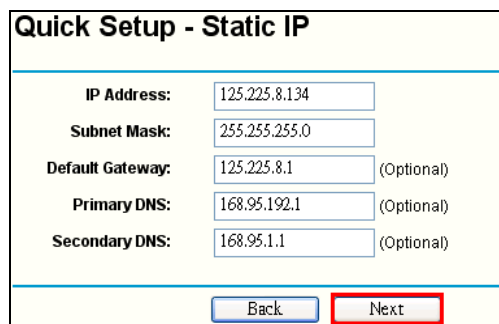 Quick Setup - Static IP
IP Address: 125.225.8.134
Subnet Mask: 255.255.255.0
Default Gateway: 125.225.8.1 (Optional)
Primary DNS: 168.95.192.1 (Optional)
Secondary DNS: 168.95.1.1 (Optional)
Back Next